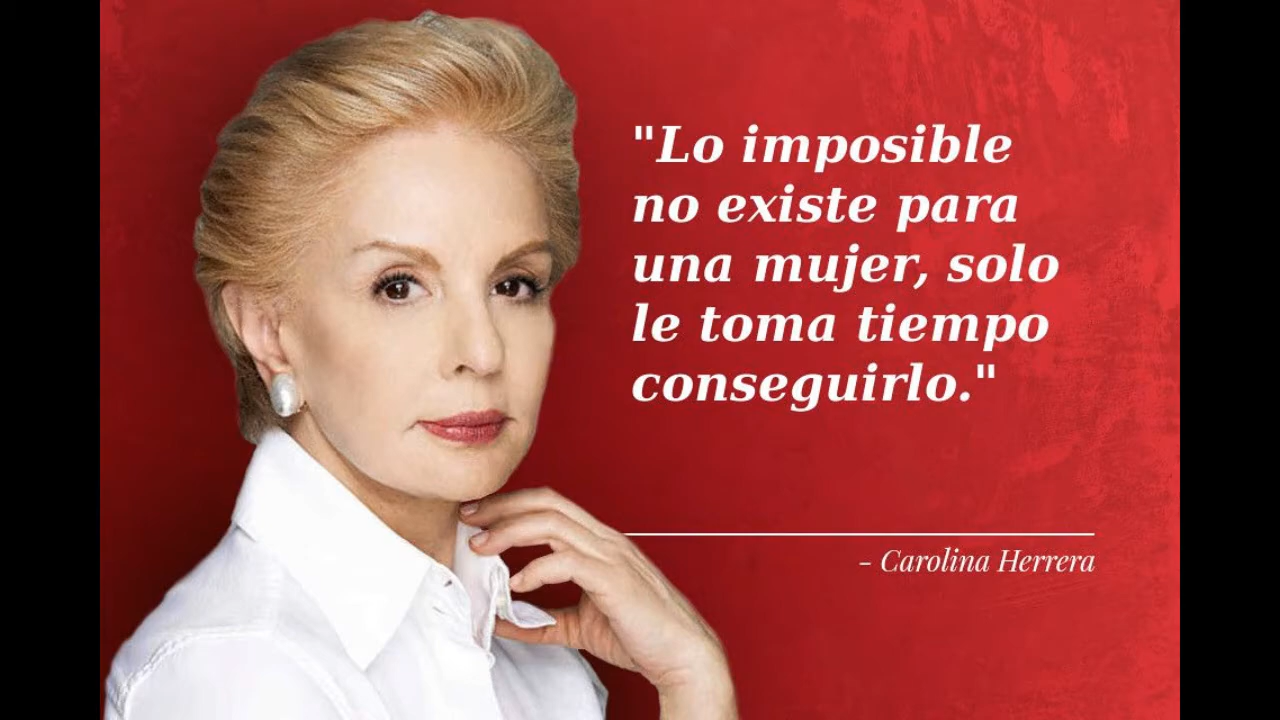 "Lo imposible
no existe para
una mujer, solo
le toma tiempo
conseguirlo."
– Carolina Herrera